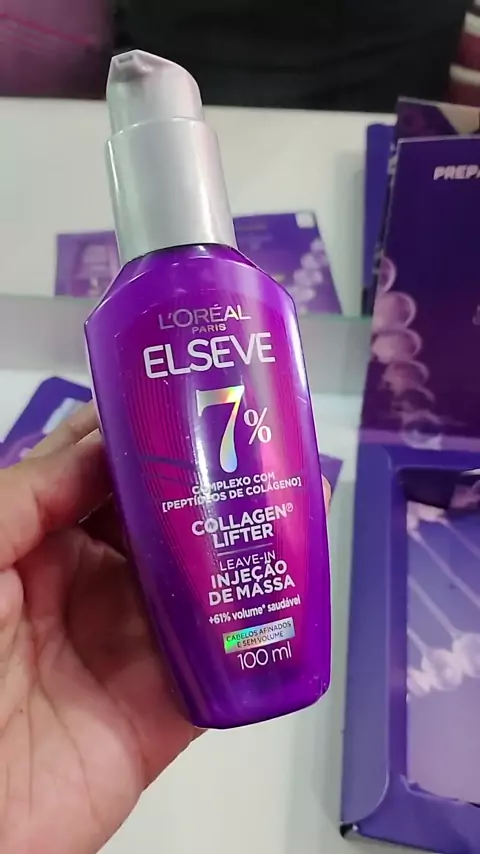 L'ORÉAL
PARIS
ELSEVE
7%
COMPLEXO COM
[PEPTÍDEOS DE COLÁGENO]
COLLAGEN
LIFTER
LEAVE-IN
INJEÇÃO
DE MASSA
+61% volume* saudável
CABELOS AFINADOS
E SEM VOLUME
100 ml